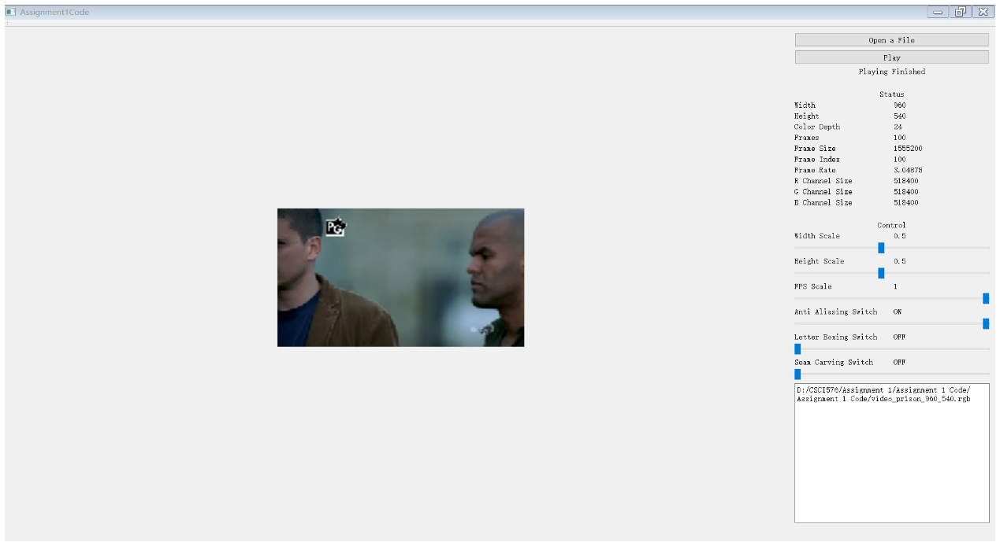 Assignment1Code
Open a File
Play
Playing Finished
Status
Width 960
Height 540
Color Depth 24
Frames 100
Frame Size 1555200
Frame Index 100
Frame Rate 3.04878
R Channel Size 518400
G Channel Size 518400
B Channel Size 518400
Control
Width Scale 0.5
Height Scale 0.5
FPS Scale 1
Anti Aliasing Switch ON
Letter Boxing Switch OFF
Seam Carving Switch OFF
D:/CSCI576/Assignment 1/Assignment 1 Code/
Assignment 1 Code/video_prison_960_540.rgb
PG